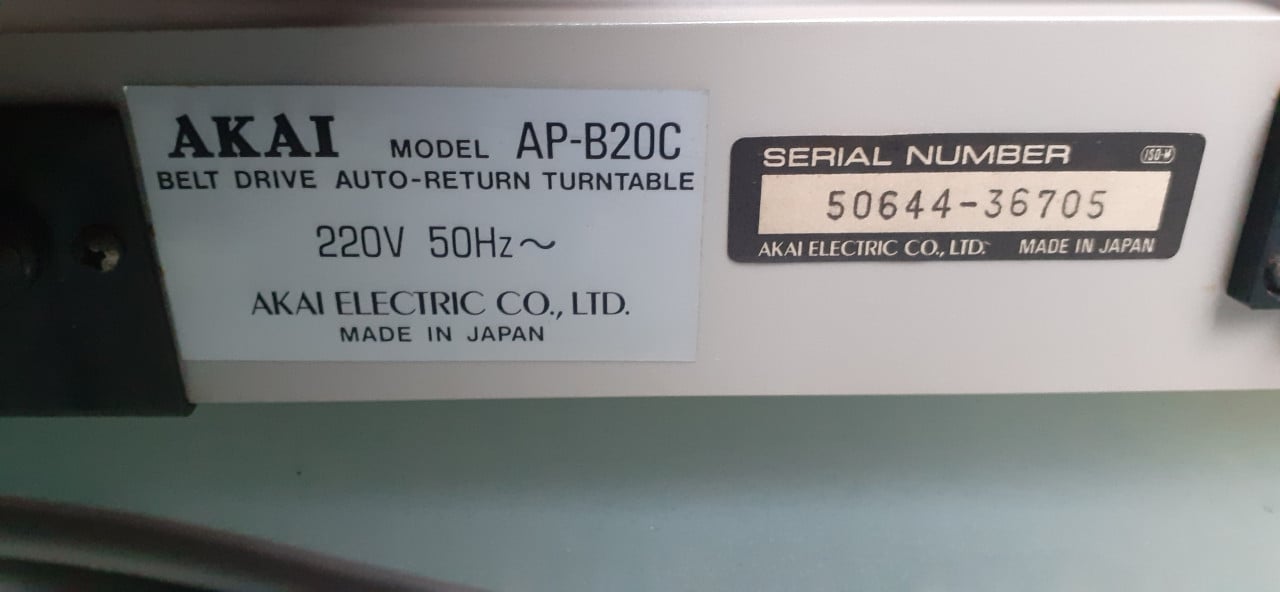 AKAI MODEL AP-B20C
BELT DRIVE AUTO-RETURN TURNTABLE
220V 50Hz~
AKAI ELECTRIC CO., LTD.
MADE IN JAPAN
SERIAL NUMBER ISO-M
50644-36705
AKAI ELECTRIC CO., LTD. MADE IN JAPAN